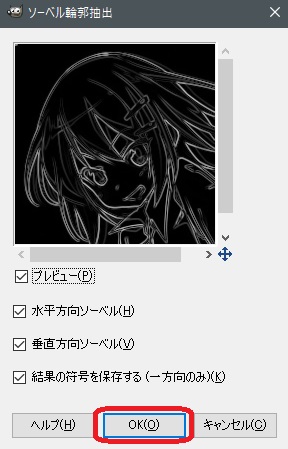 ソーベル輪郭抽出
プレビュー(P)
水平方向ソーベル(H)
垂直方向ソーベル(V)
結果の符号を保存する (一方向のみ)(K)
ヘルプ(H)
OK(O)
キャンセル(C)